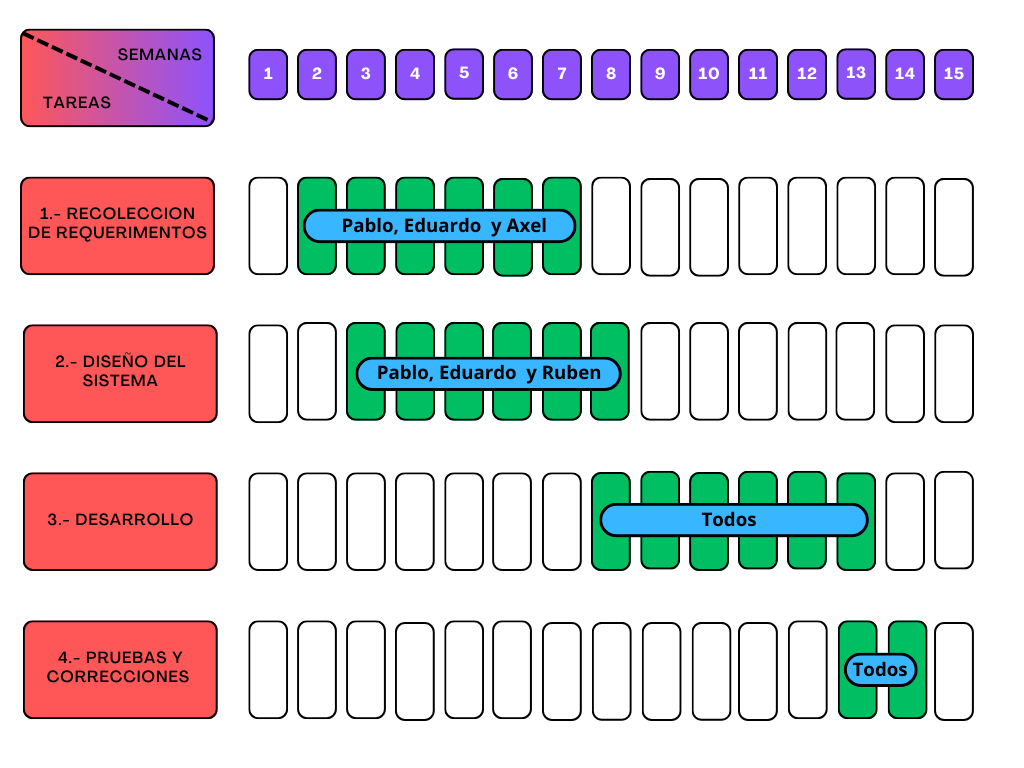 SEMANAS
TAREAS
1 2 3 4 5 6 7 8 9 10 11 12 13 14 15
1.- RECOLECCION
DE REQUERIMENTOS
Pablo, Eduardo y Axel
2.- DISEÑO DEL
SISTEMA
Pablo, Eduardo y Ruben
3.- DESARROLLO
Todos
4.- PRUEBAS Y
CORRECCIONES
Todos